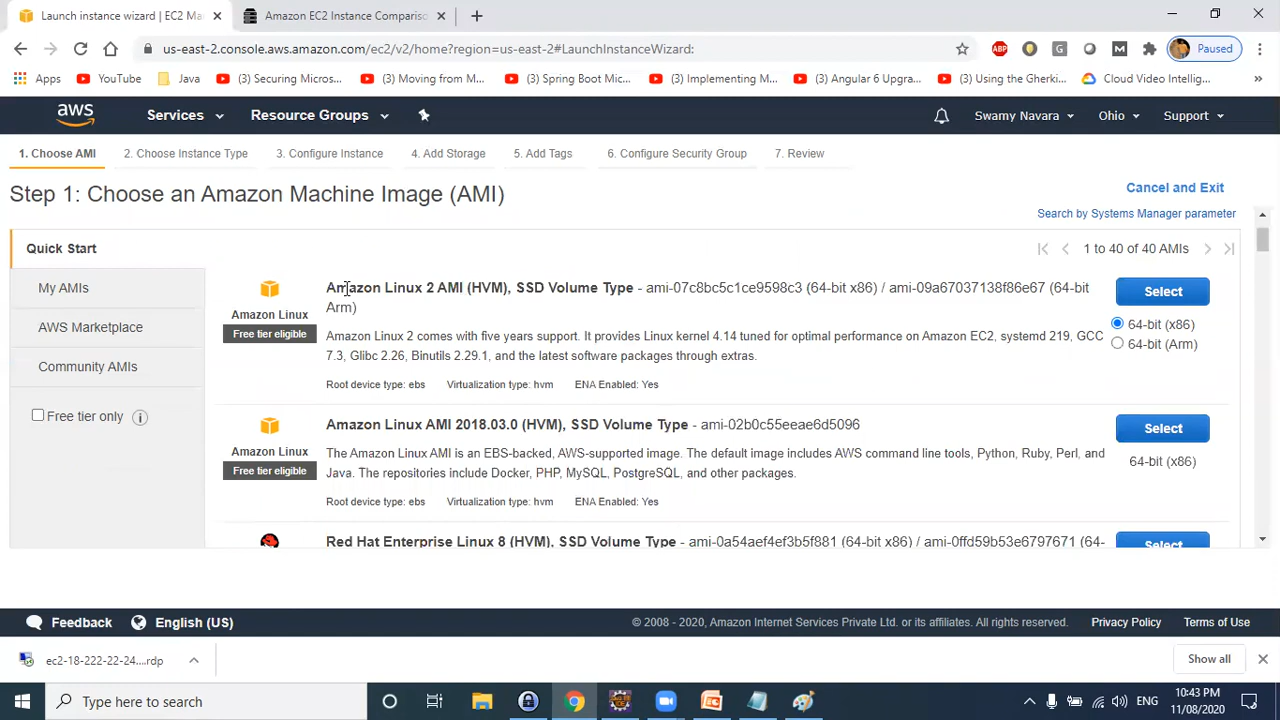 Launch instance wizard | EC2 Ma
Amazon EC2 Instance Comparisc
us-east-2.console.aws.amazon.com/ec2/v2/home?region=us-east-2#LaunchInstanceWizard:
ABP
G
M
Paused
Apps
YouTube
Java
(3) Securing Micros...
(3) Moving from M...
(3) Spring Boot Mic...
(3) Implementing M...
(3) Angular 6 Upgra...
(3) Using the Gherki...
Cloud Video Intellig...
aws
Services
Resource Groups
Swamy Navara
Ohio
Support
1. Choose AMI
2. Choose Instance Type
3. Configure Instance
4. Add Storage
5. Add Tags
6. Configure Security Group
7. Review
Step 1: Choose an Amazon Machine Image (AMI)
Cancel and Exit
Search by Systems Manager parameter
Quick Start
My AMIs
AWS Marketplace
Community AMIs
Free tier only
1 to 40 of 40 AMIs
Amazon Linux
Free tier eligible
Amazon Linux 2 AMI (HVM), SSD Volume Type - ami-07c8bc5c1ce9598c3 (64-bit x86) / ami-09a67037138f86e67 (64-bit
Arm)
Amazon Linux 2 comes with five years support. It provides Linux kernel 4.14 tuned for optimal performance on Amazon EC2, systemd 219, GCC
7.3, Glibc 2.26, Binutils 2.29.1, and the latest software packages through extras.
Root device type: ebs Virtualization type: hvm ENA Enabled: Yes
Select
64-bit (x86)
64-bit (Arm)
Amazon Linux
Free tier eligible
Amazon Linux AMI 2018.03.0 (HVM), SSD Volume Type - ami-02b0c55eeae6d5096
The Amazon Linux AMI is an EBS-backed, AWS-supported image. The default image includes AWS command line tools, Python, Ruby, Perl, and
Java. The repositories include Docker, PHP, MySQL, PostgreSQL, and other packages.
Root device type: ebs Virtualization type: hvm ENA Enabled: Yes
Select
64-bit (x86)
Red Hat Enterprise Linux 8 (HVM), SSD Volume Type - ami-0a54aef4ef3b5f881 (64-bit x86) / ami-0ffd59b53e6797671 (64-
Select
Feedback
English (US)
© 2008 - 2020, Amazon Internet Services Private Ltd. or its affiliates. All rights reserved.
Privacy Policy
Terms of Use
ec2-18-222-22-24....rdp
Show all
Type here to search
ENG
10:43 PM
11/08/2020